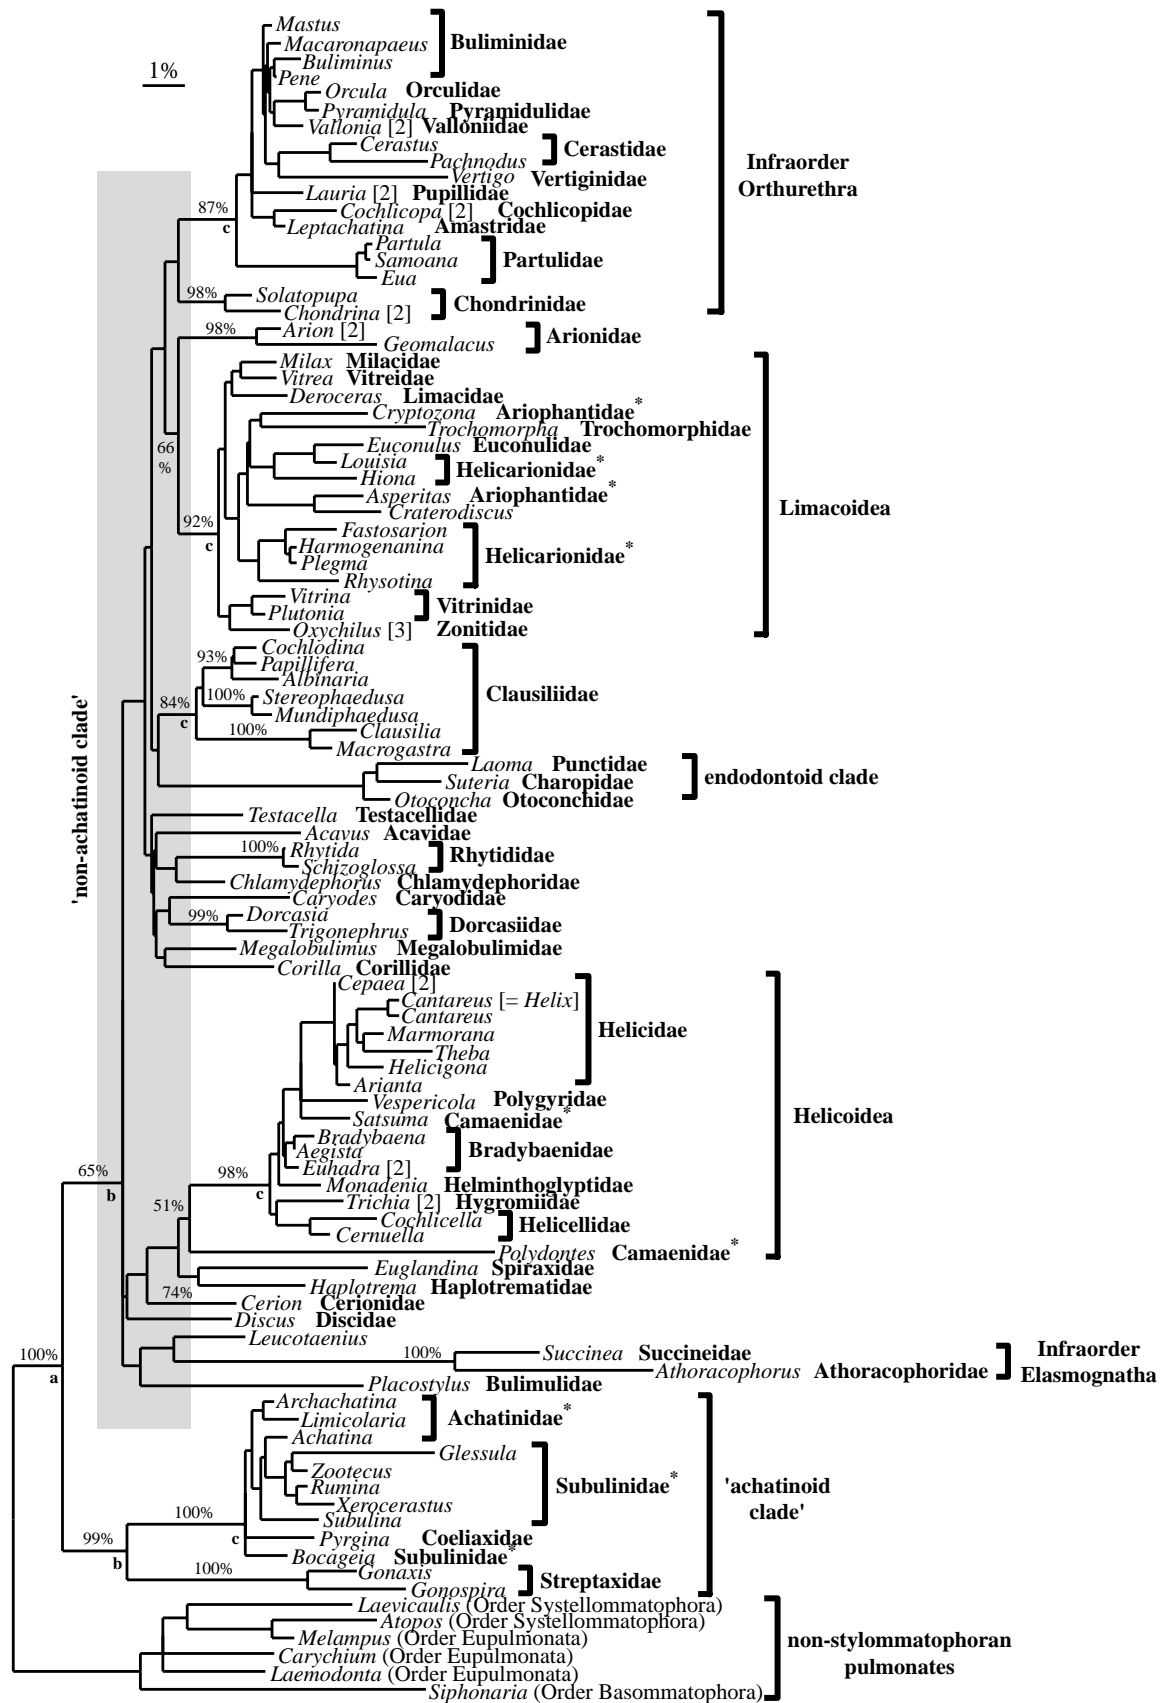 Mastus
Macaronapaeus
Buliminus
Pene
Buliminidae
1%
Orcula Orculidae
Pyramidula Pyramidulidae
Vallonia [2] Valloniidae
Cerastus
Pachnodus
Cerastidae
Vertigo Vertiginidae
Infraorder
Orthurethra
Lauria [2] Pupillidae
87%
c
Cochlicopa [2] Cochlicopidae
Leptachatina Amastridae
Partula
Samoana
Eua
Partulidae
98%
Solatopupa
Chondrina [2]
Chondrinidae
98%
Arion [2]
Geomalacus
Arionidae
Milax Milacidae
Vitrea Vitreidae
Deroceras Limacidae
Cryptozona Ariophantidae*
Trochomorpha Trochomorphidae
66
%
Euconulus Euconulidae
Louisia
Hiona
Helicarionidae*
Asperitas Ariophantidae*
Craterodiscus
Limacoidea
92%
c
Fastosarion
Harmogenanina
Plegma
Rhysotina
Helicarionidae*
Vitrina
Plutonia
Vitrinidae
Oxychilus [3] Zonitidae
Cochlodina
93%
Papillifera
Albinaria
84%
c
100%
Stereophaedusa
Mundiphaedusa
100%
Clausilia
Macrogastra
Clausiliidae
'non-achatinoid clade'
Laoma Punctidae
Suteria Charopidae
Otoconcha Otoconchidae
endodontoid clade
Testacella Testacellidae
Acavus Acavidae
100%
Rhytida
Schizoglossa
Rhytididae
Chlamydephorus Chlamydephoridae
Caryodes Caryodidae
99%
Dorcasia
Trigonephrus
Dorcasiidae
Megalobulimus Megalobulimidae
Corilla Corillidae
Cepaea [2]
Cantareus [= Helix]
Cantareus
Marmorana
Theba
Helicigona
Arianta
Helicidae
Vespericola Polygyridae
Satsuma Camaenidae*
Helicoidea
Bradybaena
Aegista
Euhadra [2]
Bradybaenidae
65%
b
98%
c
Monadenia Helminthoglyptidae
51%
Trichia [2] Hygromiidae
Cochlicella
Cernuella
Helicellidae
Polydontes Camaenidae*
Euglandina Spiraxidae
Haplotrema Haplotrematidae
74%
Cerion Cerionidae
Discus Discidae
Leucotaenius
100%
a
100%
Succinea Succineidae
Athoracophorus Athoracophoridae
Infraorder
Elasmognatha
Placostylus Bulimulidae
Archachatina
Limicolaria
Achatina
Achatinidae*
Glessula
Zootecus
Rumina
Xerocerastus
Subulina
Subulinidae*
'achatinoid
clade'
100%
c
99%
b
Pyrgina Coeliaxidae
Bocageia Subulinidae*
100%
Gonaxis
Gonospira
Streptaxidae
Laevicaulis (Order Systellommatophora)
Atopos (Order Systellommatophora)
Melampus (Order Eupulmonata)
Carychium (Order Eupulmonata)
Laemodonta (Order Eupulmonata)
Siphonaria (Order Basommatophora)
non-stylommatophoran
pulmonates